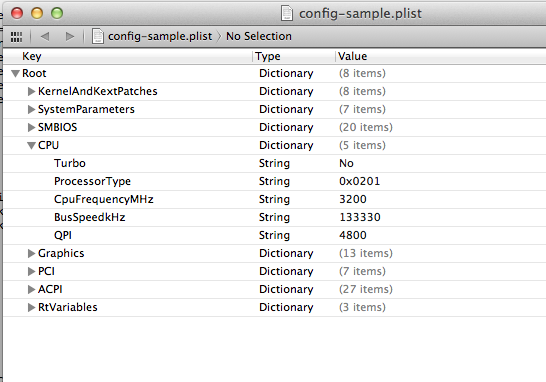 config-sample.plist
config-sample.plist No Selection
Key Type Value
Root Dictionary (8 items)
KernelAndKextPatches Dictionary (8 items)
SystemParameters Dictionary (7 items)
SMBIOS Dictionary (20 items)
CPU Dictionary (5 items)
Turbo String No
ProcessorType String 0x0201
CpuFrequencyMHz String 3200
BusSpeedkHz String 133330
QPI String 4800
Graphics Dictionary (13 items)
PCI Dictionary (7 items)
ACPI Dictionary (27 items)
RtVariables Dictionary (3 items)